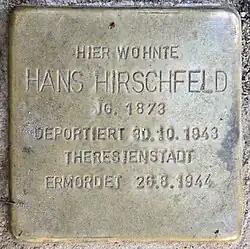 HIER WOHNTE
HANS HIRSCHFELD
JG. 1873
DEPORTIERT 30.10.1943
THERESIENSTADT
ERMORDET 26.8.1944